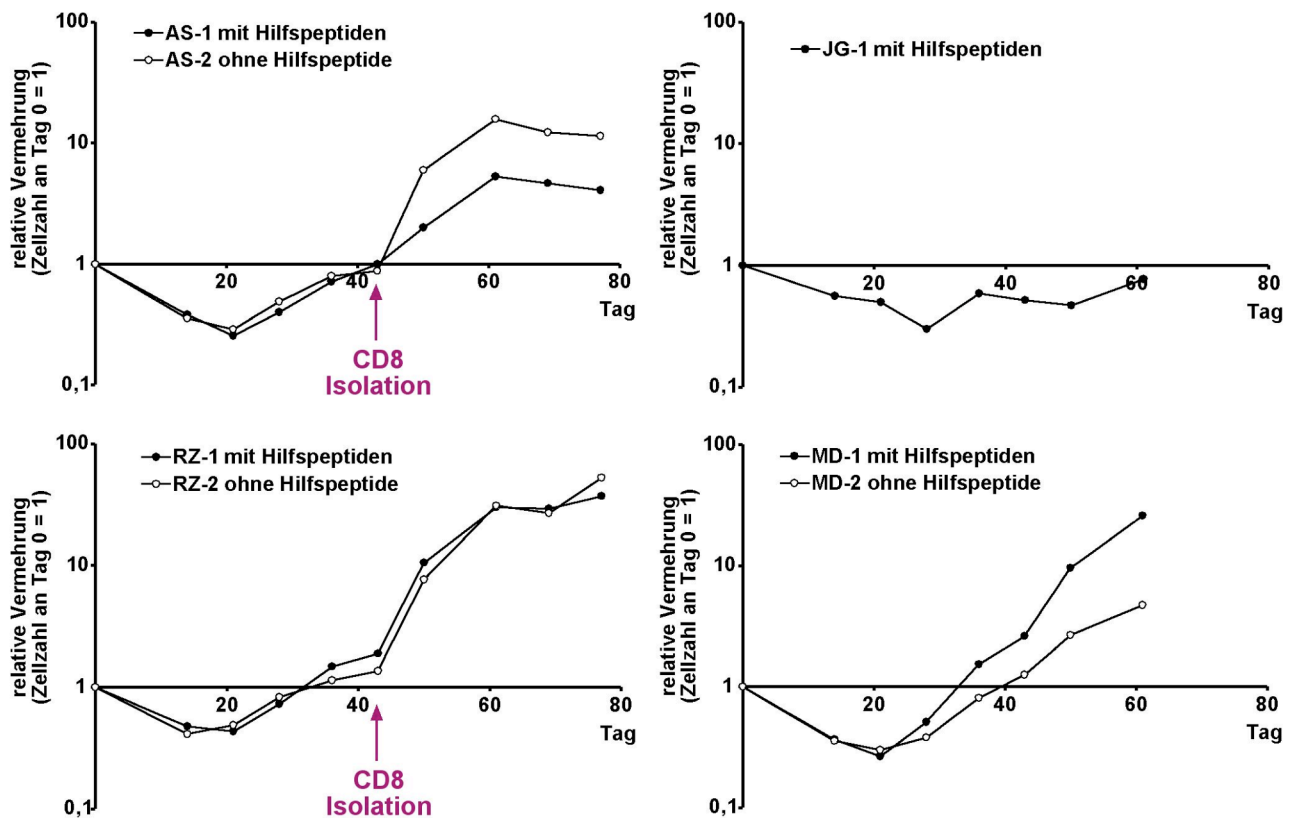 relative Vermehrung
(Zellzahl an Tag 0 = 1)
100
10
1
0,1
AS-1 mit Hilfspeptiden
AS-2 ohne Hilfspeptide
20
40
60
80
Tag
CD8
Isolation
relative Vermehrung
(Zellzahl an Tag 0 = 1)
100
10
1
0,1
JG-1 mit Hilfspeptiden
20
40
60
80
Tag
relative Vermehrung
(Zellzahl an Tag 0 = 1)
100
10
1
0,1
RZ-1 mit Hilfspeptiden
RZ-2 ohne Hilfspeptide
20
40
60
80
Tag
CD8
Isolation
relative Vermehrung
(Zellzahl an Tag 0 = 1)
100
10
1
0,1
MD-1 mit Hilfspeptiden
MD-2 ohne Hilfspeptide
20
40
60
80
Tag